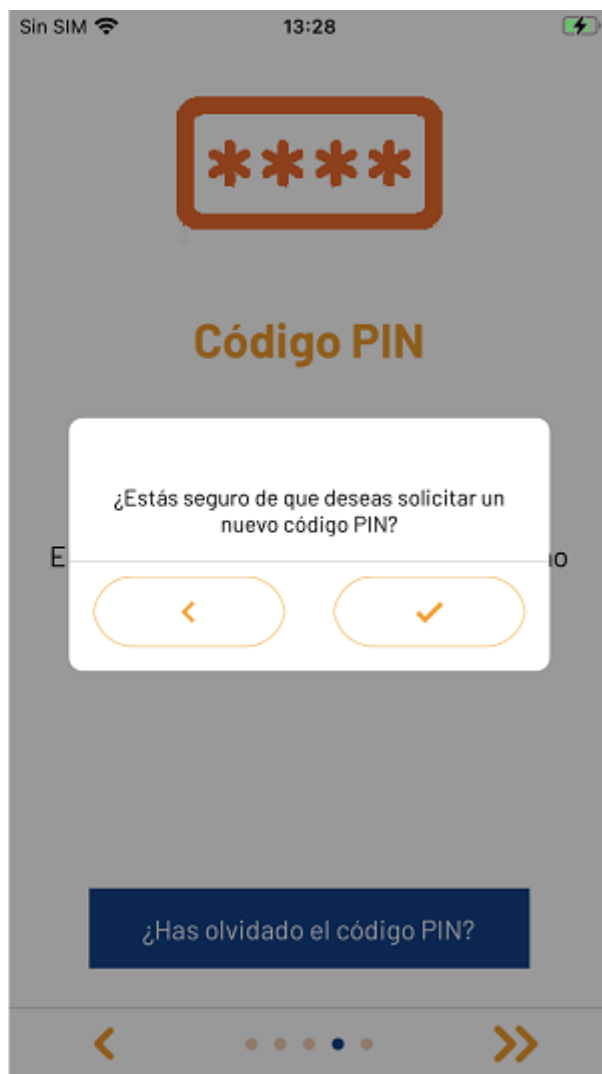 Sin SIM 13:28
****
Código PIN
¿Estás seguro de que deseas solicitar un
nuevo código PIN?
¿Has olvidado el código PIN?